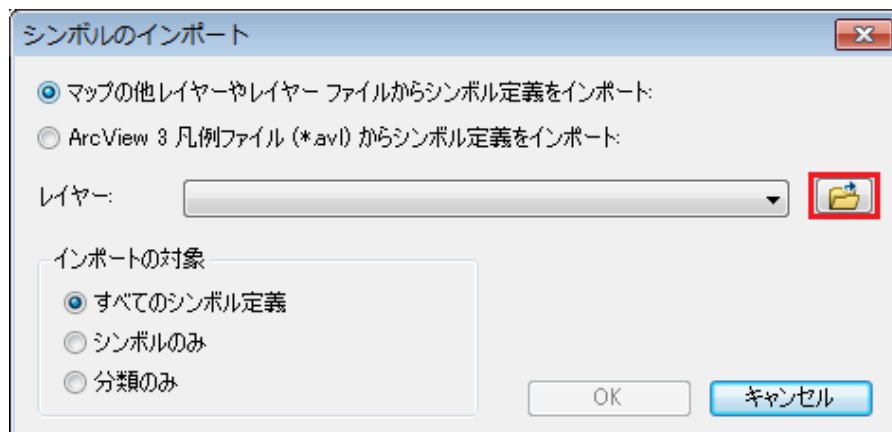 シンボルのインポート
マップの他レイヤーやレイヤー ファイルからシンボル定義をインポート:
ArcView 3 凡例ファイル (*.avl) からシンボル定義をインポート:
レイヤー:
インポートの対象
すべてのシンボル定義
シンボルのみ
分類のみ
OK キャンセル